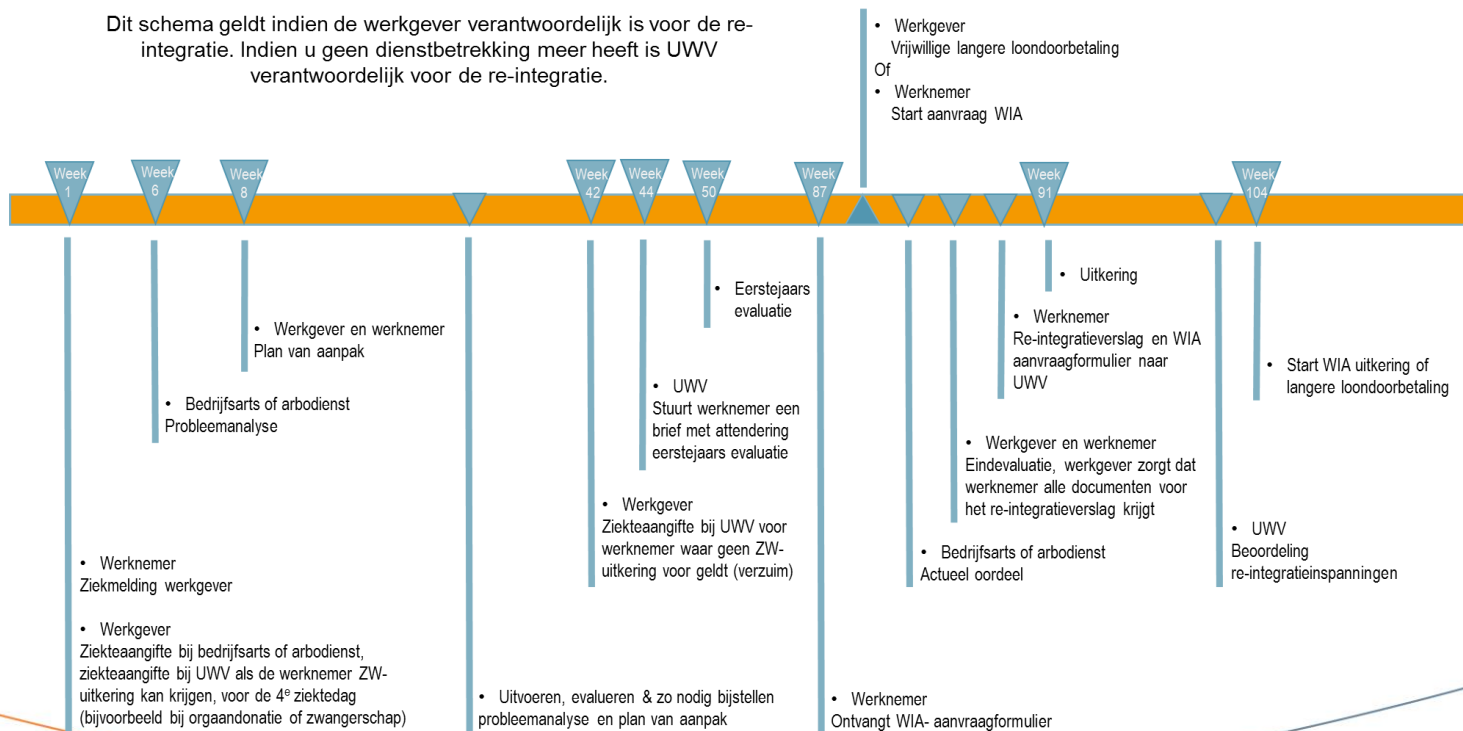 Dit schema geldt indien de werkgever verantwoordelijk is voor de re-
integratie. Indien u geen dienstbetrekking meer heeft is UWV
verantwoordelijk voor de re-integratie.
• Werkgever
Vrijwillige langere loondoorbetaling
Of
• Werknemer
Start aanvraag WIA
Week
1
Week
6
Week
8
Week
42
Week
44
Week
50
Week
87
Week
91
Week
104
• Werknemer
Ziekmelding werkgever
• Werkgever
Ziekteaangifte bij bedrijfsarts of arbodienst,
ziekteaangifte bij UWV als de werknemer ZW-
uitkering kan krijgen, voor de 4e ziektedag
(bijvoorbeeld bij orgaandonatie of zwangerschap)
• Bedrijfsarts of arbodienst
Probleemanalyse
• Werkgever en werknemer
Plan van aanpak
• Uitvoeren, evalueren & zo nodig bijstellen
probleemanalyse en plan van aanpak
• Werkgever
Ziekteaangifte bij UWV voor
werknemer waar geen ZW-
uitkering voor geldt (verzuim)
• UWV
Stuurt werknemer een
brief met attendering
eerstejaars evaluatie
• Eerstejaars
evaluatie
• Werknemer
Ontvangt WIA- aanvraagformulier
• Bedrijfsarts of arbodienst
Actueel oordeel
• Werkgever en werknemer
Eindevaluatie, werkgever zorgt dat
werknemer alle documenten voor
het re-integratieverslag krijgt
• Werknemer
Re-integratieverslag en WIA
aanvraagformulier naar
UWV
• Uitkering
• UWV
Beoordeling
re-integratieinspanningen
• Start WIA uitkering of
langere loondoorbetaling